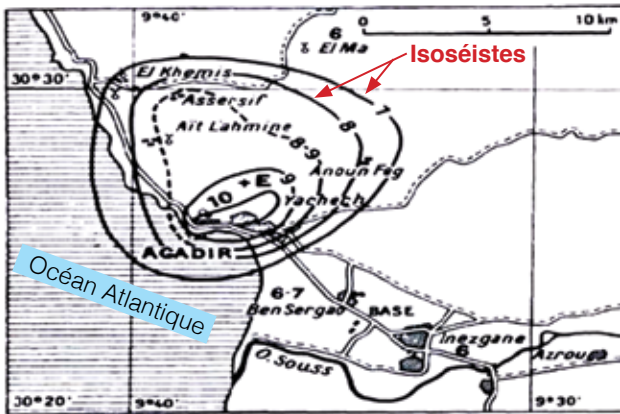 9°40'
0 5 10 km
6
El Ma
Isoséistes
30°30'
El Khemis
7
Assersif
8
Aït Lahmine
8-9
Anoun Feg
10 + E
9
Yachech
AGADIR
Océan Atlantique
6-7
Ben Sergao
BASE
Inezgane
6
Azrou
O. Souss
30°20'
9°40'
9°30'